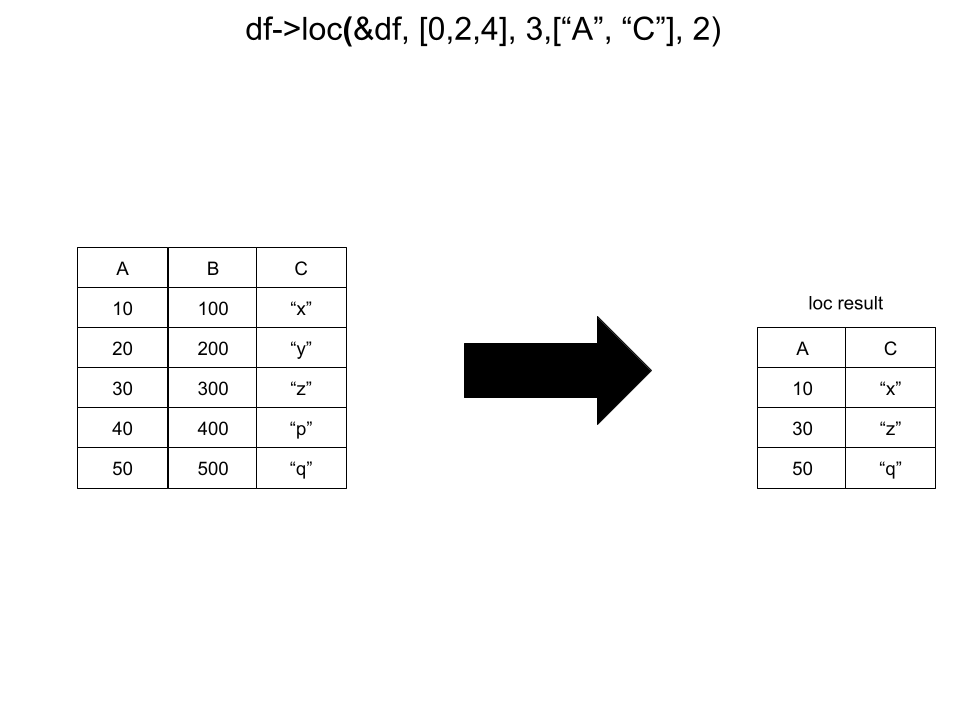 df->loc(&df, [0,2,4], 3,[“A”, “C”], 2)
A B C
10 100 “x”
20 200 “y”
30 300 “z”
40 400 “p”
50 500 “q”
loc result
A C
10 “x”
30 “z”
50 “q”